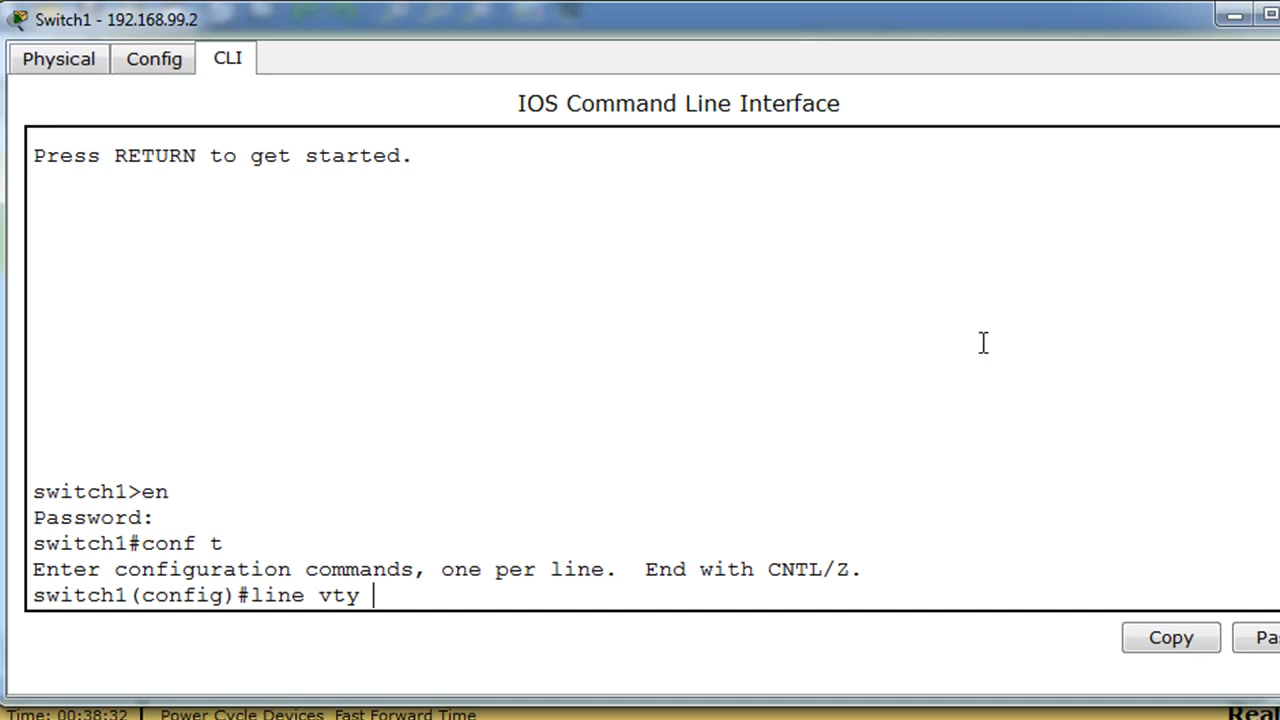 Switch1 - 192.168.99.2
Physical Config CLI
IOS Command Line Interface
Press RETURN to get started.
switch1>en
Password:
switch1#conf t
Enter configuration commands, one per line.  End with CNTL/Z.
switch1(config)#line vty
Copy Pa
Time: 00:38:32 Power Cycle Devices Fast Forward Time Real